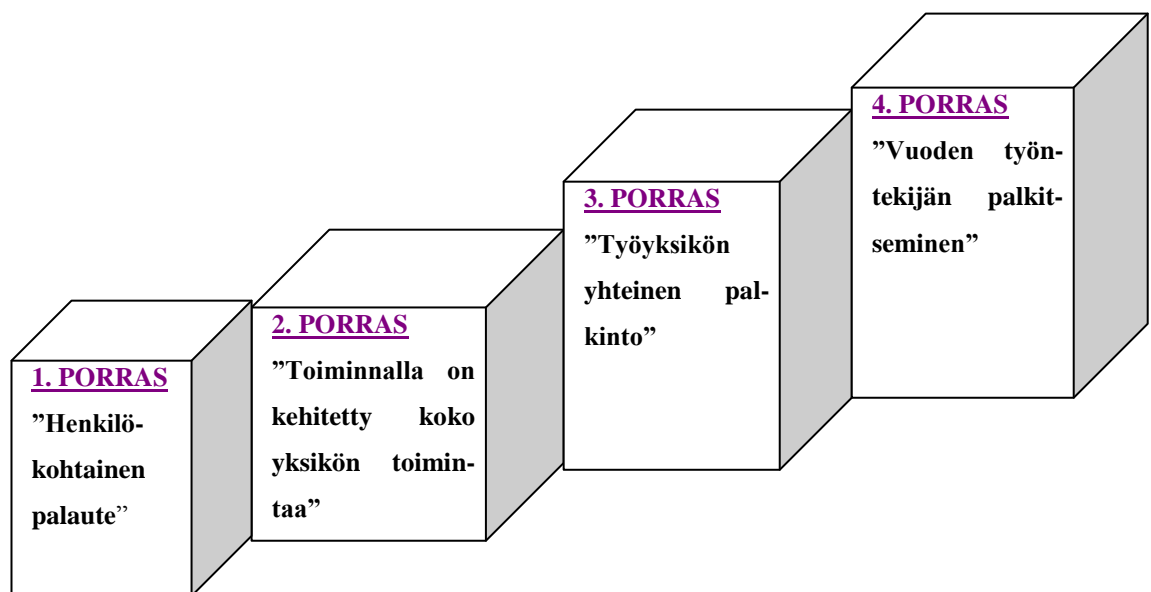 1. PORRAS
”Henkilö-
kohtainen
palaute”
2. PORRAS
”Toiminnalla on
kehitetty koko
yksikön toimin-
taa”
3. PORRAS
”Työyksikön
yhteinen pal-
kinto”
4. PORRAS
”Vuoden työn-
tekijän palkit-
seminen”